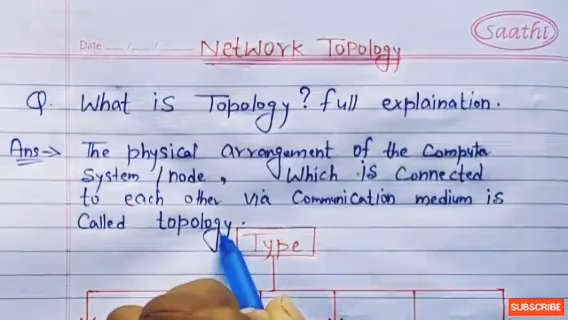 Saathi
Date ___/___/___
Network Topology
Q. What is Topology? full explaination.
Ans→ The physical arrangement of the Computer
System / node, Which is Connected
to each other via Communication medium is
Called topology.
Type
SUBSCRIBE